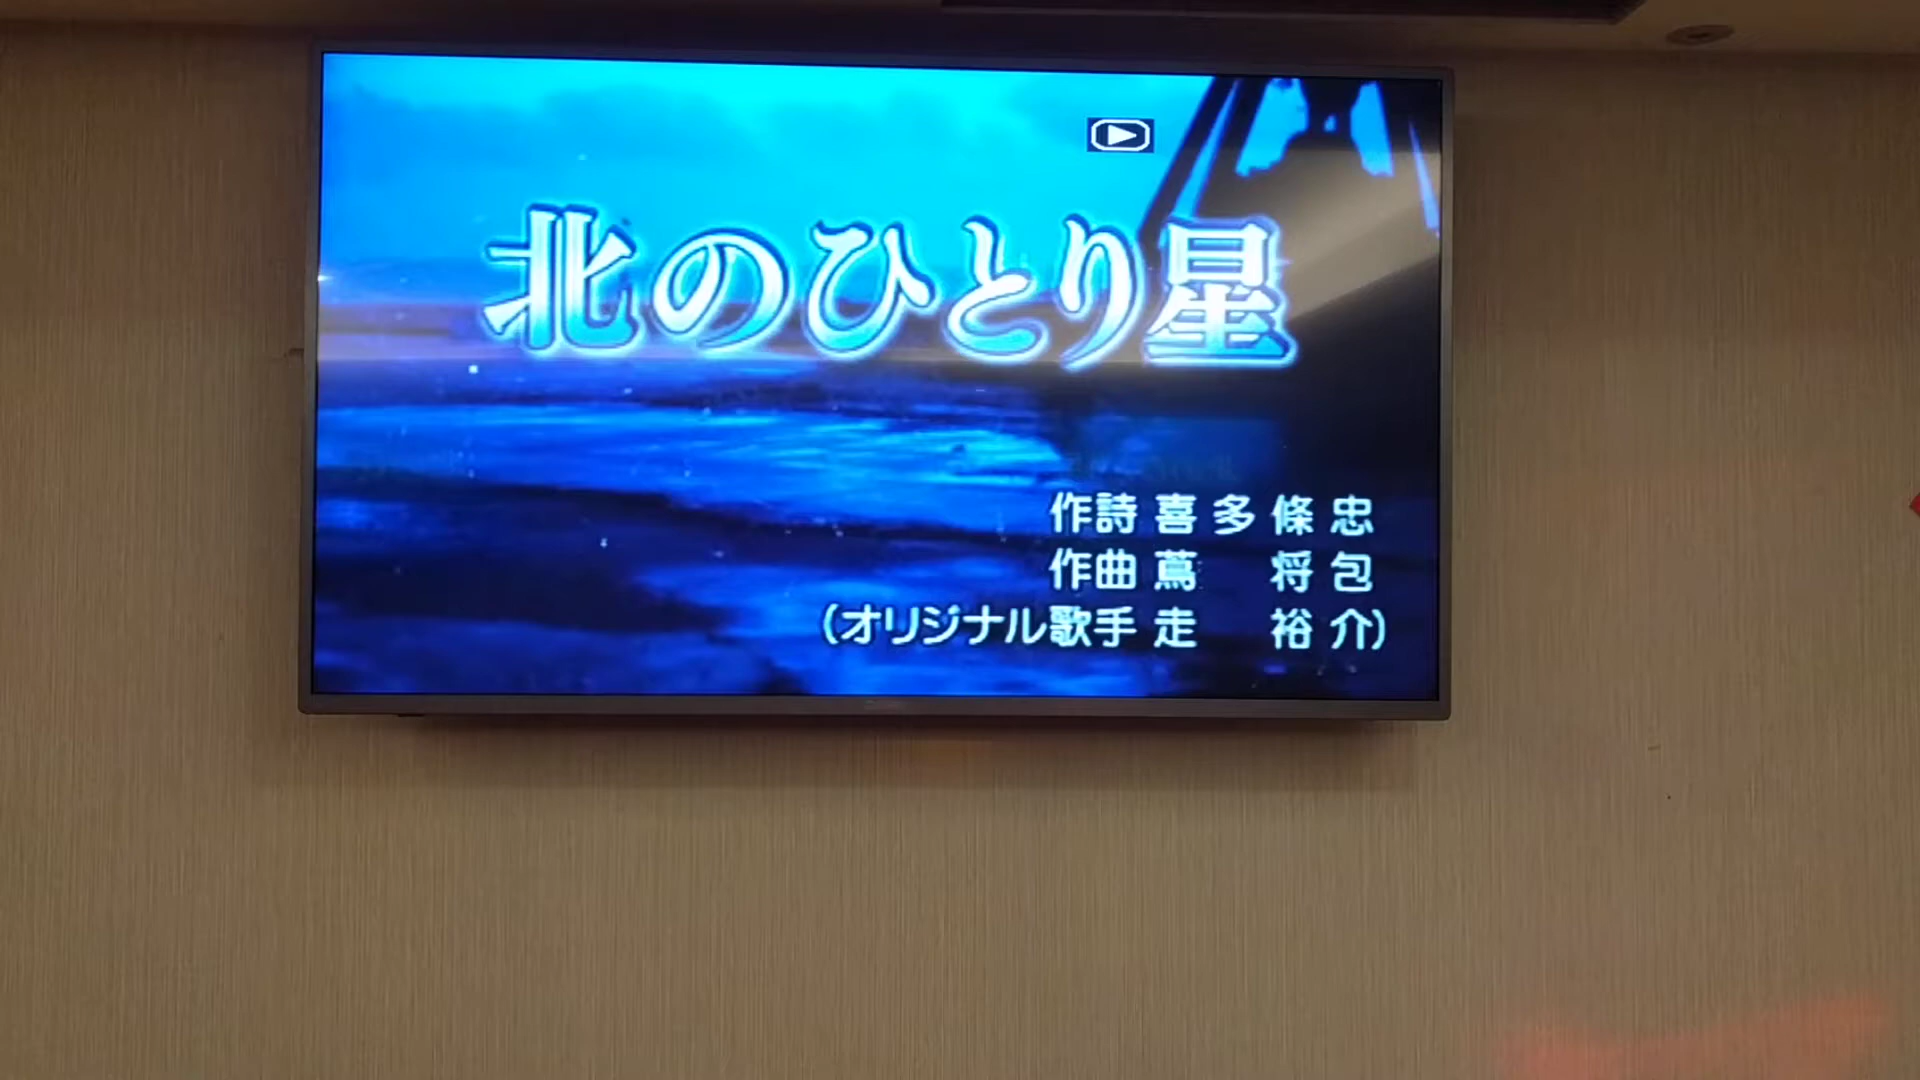 北のひとり星
作詩 喜多條忠
作曲 蔦 将包
(オリジナル歌手 走 裕介)